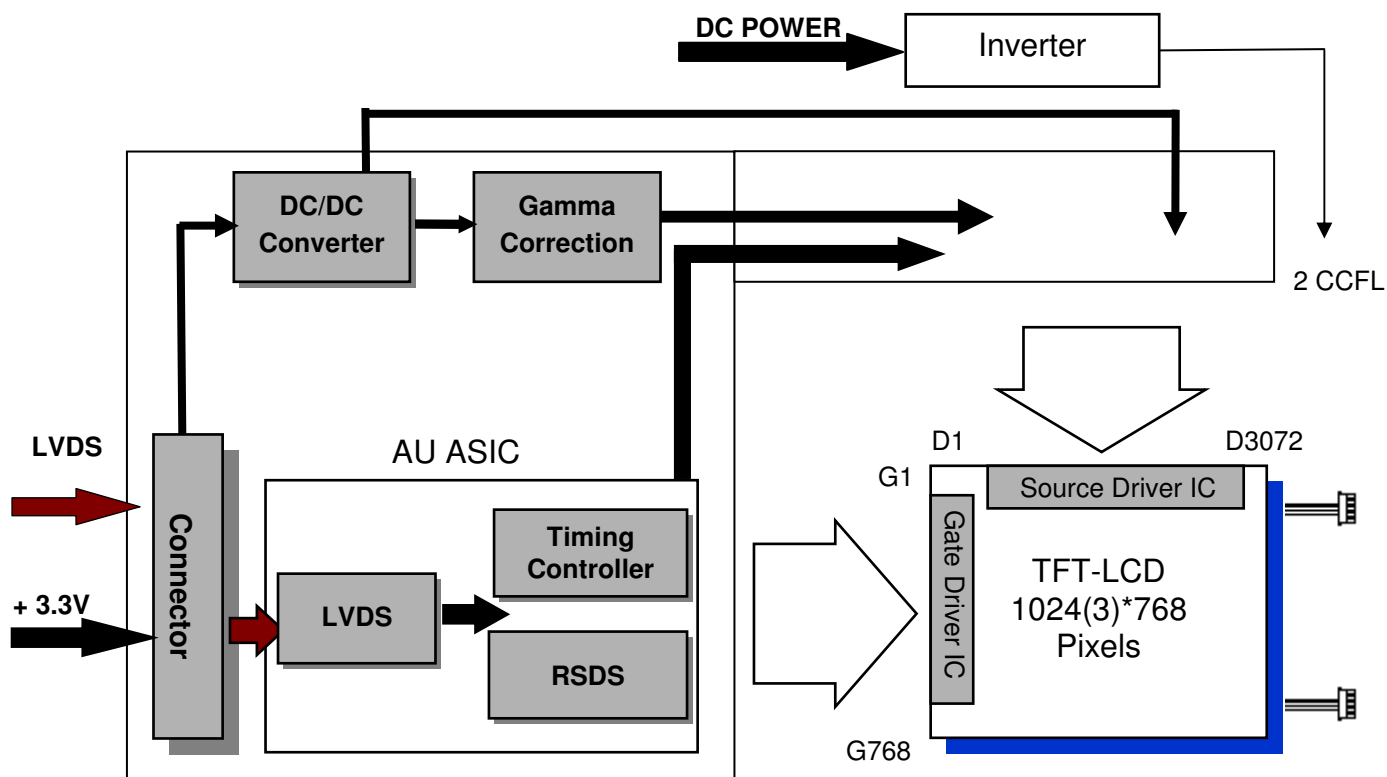 DC POWER
Inverter
DC/DC
Converter
Gamma
Correction
2 CCFL
LVDS
+ 3.3V
Connector
AU ASIC
LVDS
Timing
Controller
RSDS
D1
D3072
G1
G768
Source Driver IC
Gate Driver IC
TFT-LCD
1024(3)*768
Pixels